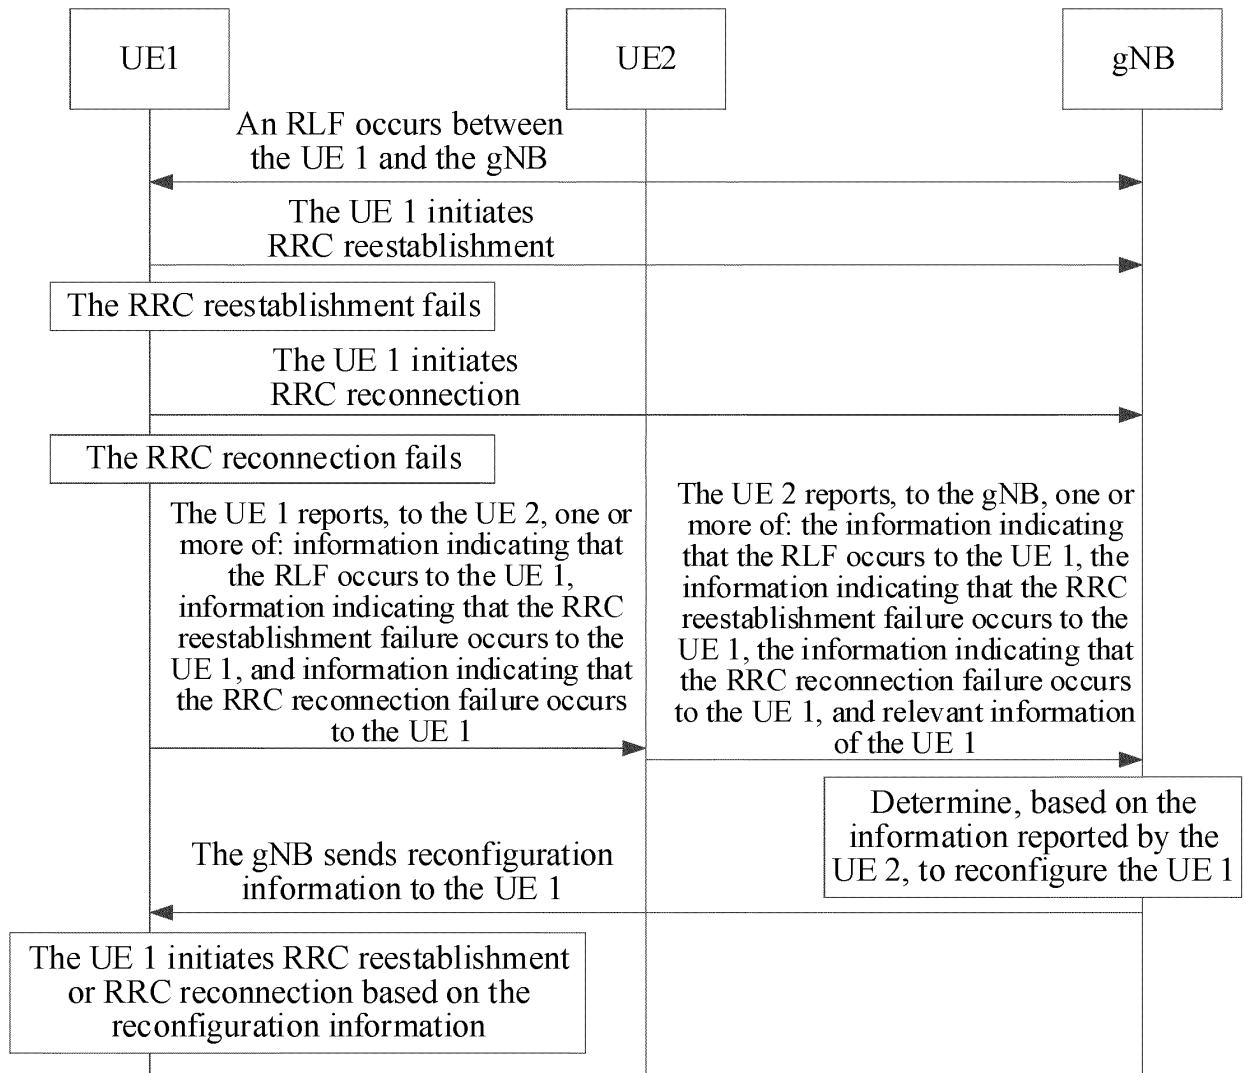 UE1
UE2
gNB
An RLF occurs between
the UE 1 and the gNB
The UE 1 initiates
RRC reestablishment
The RRC reestablishment fails
The UE 1 initiates
RRC reconnection
The RRC reconnection fails
The UE 1 reports, to the UE 2, one or
more of: information indicating that
the RLF occurs to the UE 1,
information indicating that the RRC
reestablishment failure occurs to the
UE 1, and information indicating that
the RRC reconnection failure occurs
to the UE 1
The UE 2 reports, to the gNB, one or
more of: the information indicating
that the RLF occurs to the UE 1, the
information indicating that the RRC
reestablishment failure occurs to the
UE 1, the information indicating that
the RRC reconnection failure occurs
to the UE 1, and relevant information
of the UE 1
Determine, based on the
information reported by the
UE 2, to reconfigure the UE 1
The gNB sends reconfiguration
information to the UE 1
The UE 1 initiates RRC reestablishment
or RRC reconnection based on the
reconfiguration information